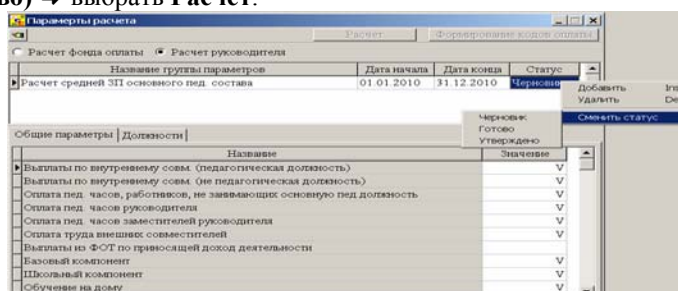 во) → выбрать Расчет.
Параметры расчета
Расчет Формирование кодов оплаты
Расчет фонда оплаты Расчет руководителя
Название группы параметров Дата начала Дата конца Статус
Расчет средней ЗП основного пед. состава 01.01.2010 31.12.2010 Черновик
Добавить Ins
Удалить De
Сменить статус
Черновик
Готово
Утверждено
Общие параметры Должности
Название Значение
Выплаты по внутреннему совм. (педагогическая должность) V
Выплаты по внутреннему совм. (не педагогическая должность) V
Оплата пед. часов, работников, не занимающих основную пед должность V
Оплата пед. часов руководителя V
Оплата пед. часов заместителей руководителя V
Оплата труда внешних совместителей V
Выплаты из ФОТ по приносящей доход деятельности
Базовый компонент V
Школьный компонент V
Обучение на дому V